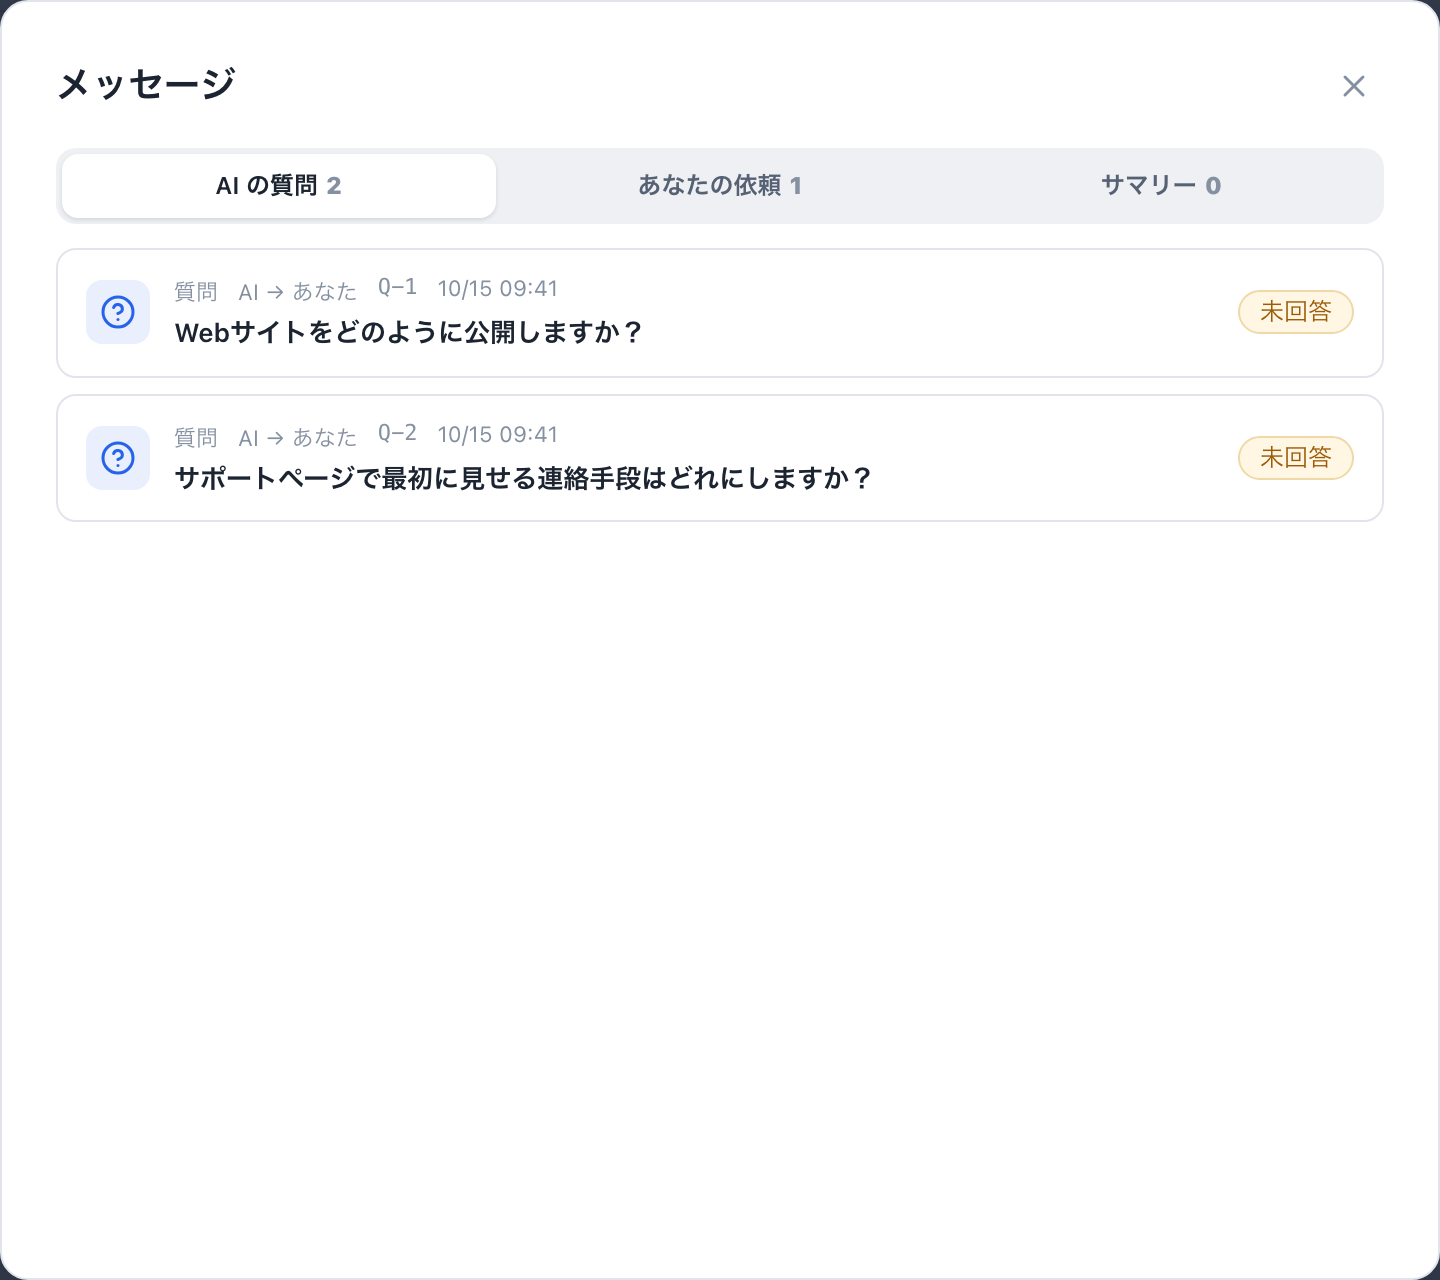 メッセージ
AI の質問 2
あなたの依頼 1
サマリー 0
質問 AI → あなた Q-1 10/15 09:41
Webサイトをどのように公開しますか？
未回答
質問 AI → あなた Q-2 10/15 09:41
サポートページで最初に見せる連絡手段はどれにしますか？
未回答